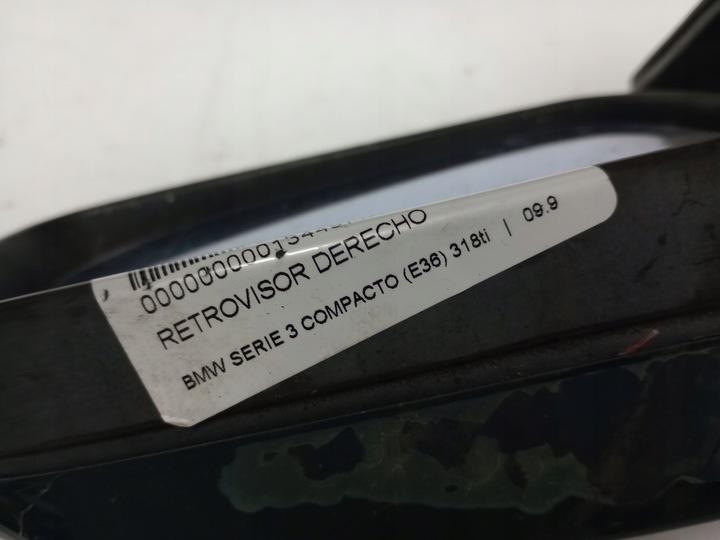 RETROVISOR DERECHO
BMW SERIE 3 COMPACTO (E36) 318ti | 09.9